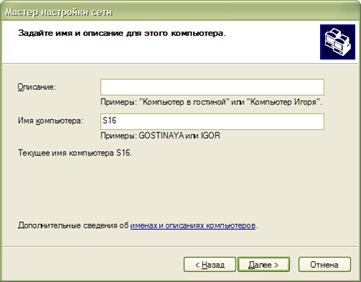 Мастер настройки сети
Задайте имя и описание для этого компьютера.
Описание:
Примеры: "Компьютер в гостиной" или "Компьютер Игоря".
Имя компьютера: S16
Примеры: GOSTINAYA или IGOR
Текущее имя компьютера S16.
Дополнительные сведения об именах и описаниях компьютеров.
< Назад Далее > Отмена